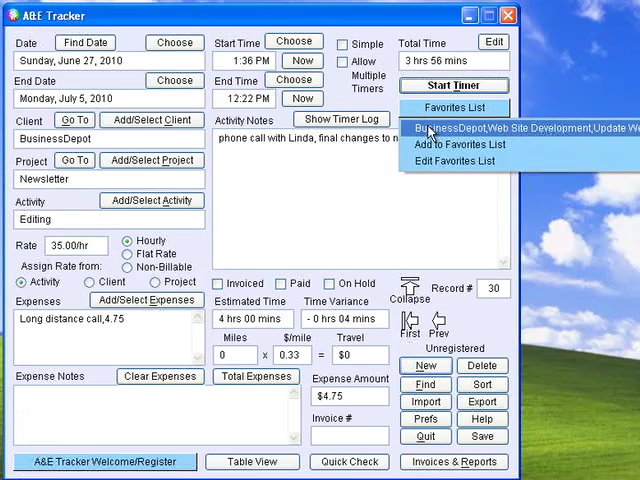 A&E Tracker
Date Find Date Choose
Sunday, June 27, 2010
End Date Choose
Monday, July 5, 2010
Client Go To Add/Select Client
BusinessDepot
Project Go To Add/Select Project
Newsletter
Activity Add/Select Activity
Editing
Rate 35.00/hr Hourly
Flat Rate
Assign Rate from: Non-Billable
Activity Client Project
Expenses Add/Select Expenses
Long distance call,4.75
Expense Notes Clear Expenses
Start Time Choose
1:36 PM Now
End Time Choose
12:22 PM Now
Simple
Allow
Multiple
Timers
Total Time Edit
3 hrs 56 mins
Start Timer
Favorites List
BusinessDepot,Web Site Development,Update We
Add to Favorites List
Edit Favorites List
Activity Notes Show Timer Log
phone call with Linda, final changes to n
Invoiced Paid On Hold
Collapse
Record # 30
Estimated Time Time Variance
4 hrs 00 mins - 0 hrs 04 mins
First Prev
Miles $/mile Travel
0 x 0.33 = $0
Total Expenses Expense Amount
$4.75
Invoice #
Unregistered
New Delete
Find Sort
Import Export
Prefs Help
Quit Save
A&E Tracker Welcome/Register Table View Quick Check Invoices & Reports